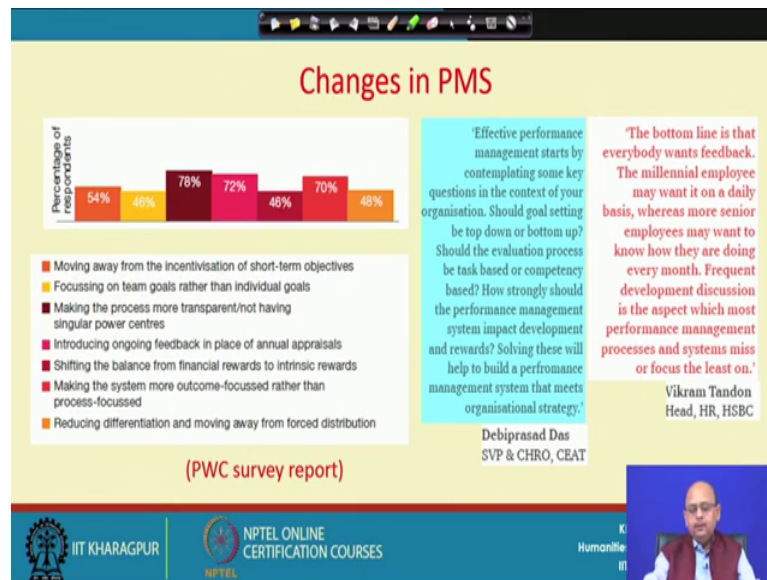 Changes in PMS
Percentage of
respondents
54%
46%
78%
72%
46%
70%
48%
Moving away from the incentivisation of short-term objectives
Focussing on team goals rather than individual goals
Making the process more transparent/not having
singular power centres
Introducing ongoing feedback in place of annual appraisals
Shifting the balance from financial rewards to intrinsic rewards
Making the system more outcome-focussed rather than
process-focussed
Reducing differentiation and moving away from forced distribution
(PWC survey report)
'Effective performance
management starts by
contemplating some key
questions in the context of your
organisation. Should goal setting
be top down or bottom up?
Should the evaluation process
be task based or competency
based? How strongly should
the performance management
system impact development
and rewards? Solving these will
help to build a perfromance
management system that meets
organisational strategy.'
Debiprasad Das
SVP & CHRO, CEAT
'The bottom line is that
everybody wants feedback.
The millennial employee
may want it on a daily
basis, whereas more senior
employees may want to
know how they are doing
every month. Frequent
development discussion
is the aspect which most
performance management
processes and systems miss
or focus the least on.'
Vikram Tandon
Head, HR, HSBC
IIT KHARAGPUR
NPTEL
NPTEL ONLINE
CERTIFICATION COURSES
K
Humanities
IIT